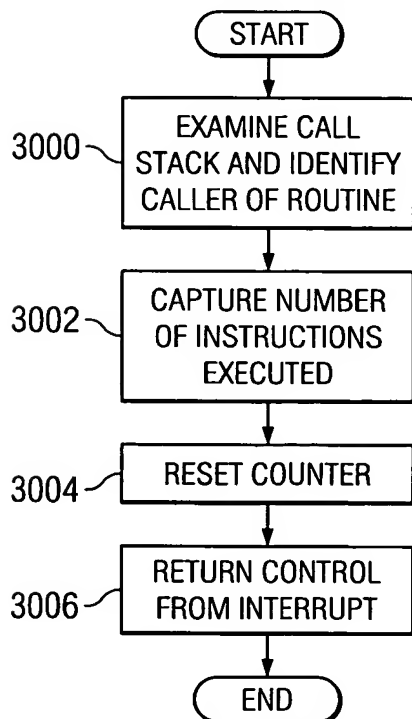 START
3000
EXAMINE CALL
STACK AND IDENTIFY
CALLER OF ROUTINE
3002
CAPTURE NUMBER
OF INSTRUCTIONS
EXECUTED
3004
RESET COUNTER
3006
RETURN CONTROL
FROM INTERRUPT
END